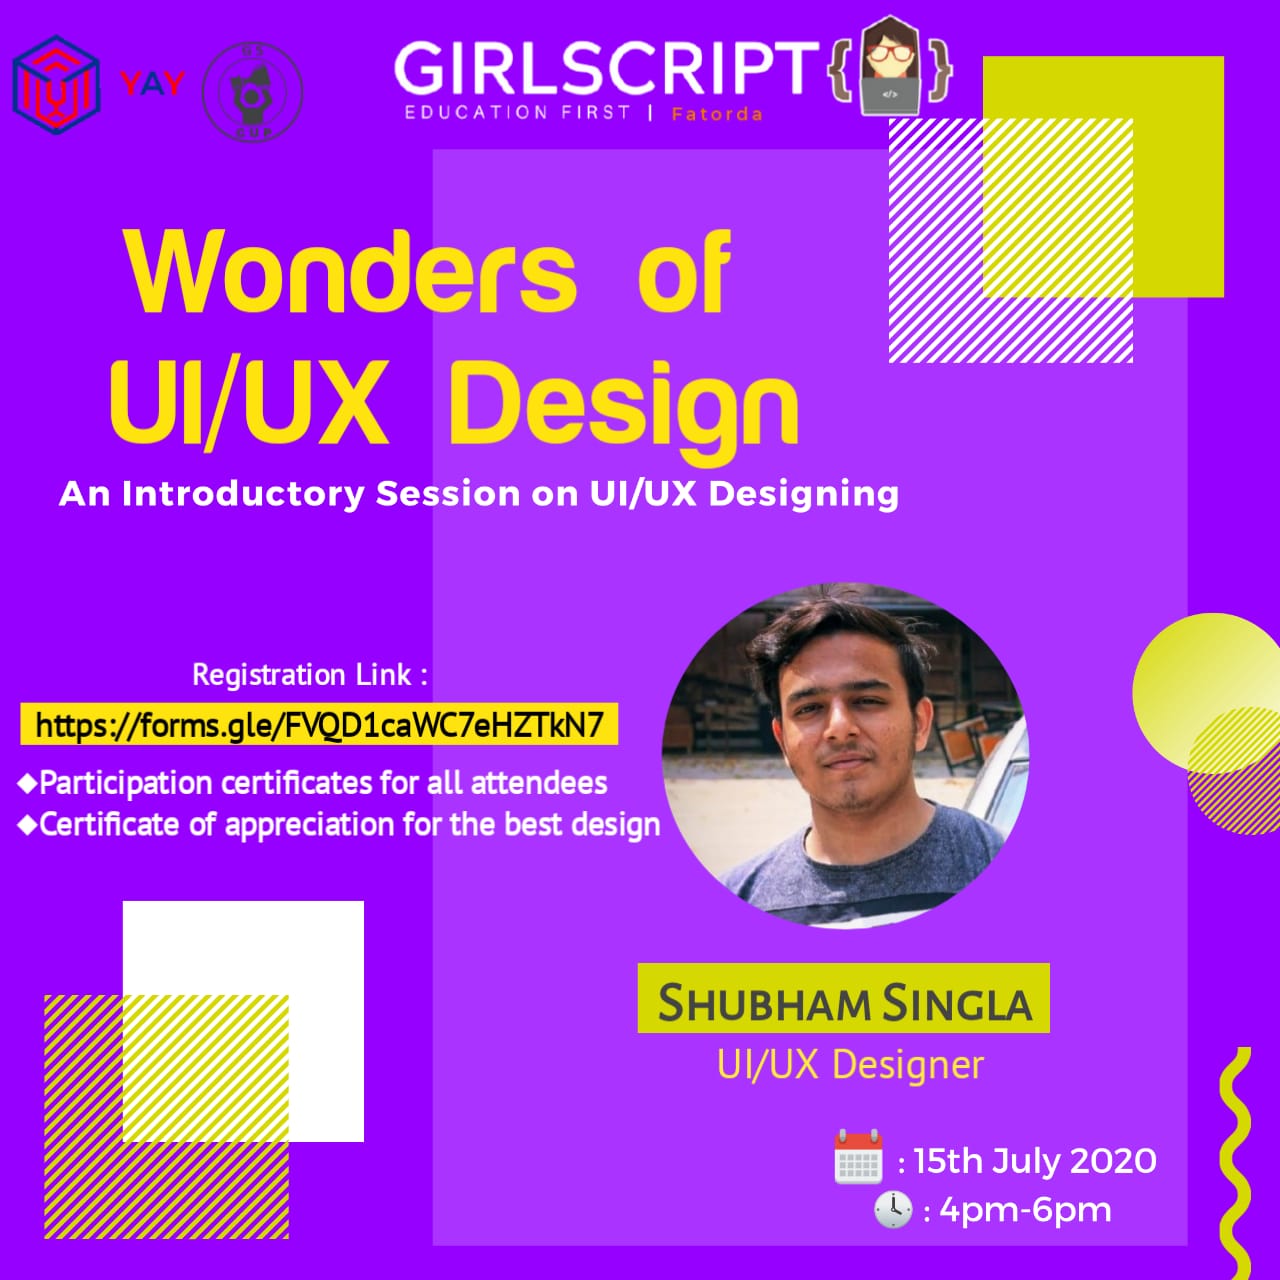 YAY
GS
CUP
GIRLSCRIPT
EDUCATION FIRST | Fatorda
</>
Wonders of
UI/UX Design
An Introductory Session on UI/UX Designing
Registration Link :
https://forms.gle/FVQD1caWC7eHZTkN7
◆Participation certificates for all attendees
◆Certificate of appreciation for the best design
SHUBHAM SINGLA
UI/UX Designer
: 15th July 2020
: 4pm-6pm